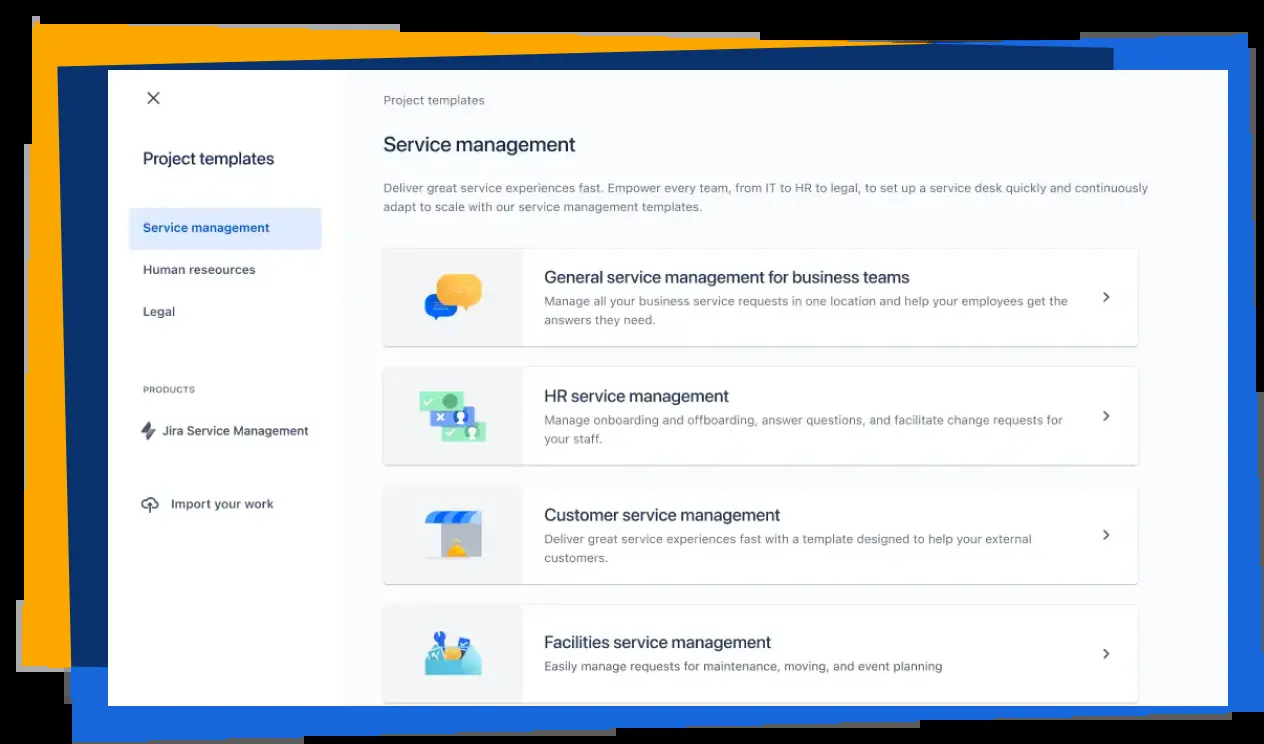 Project templates
Service management
Human reseources
Legal
PRODUCTS
Jira Service Management
Import your work
Project templates
Service management
Deliver great service experiences fast. Empower every team, from IT to HR to legal, to set up a service desk quickly and continuously
adapt to scale with our service management templates.
General service management for business teams
Manage all your business service requests in one location and help your employees get the
answers they need.
HR service management
Manage onboarding and offboarding, answer questions, and facilitate change requests for
your staff.
Customer service management
Deliver great service experiences fast with a template designed to help your external
customers.
Facilities service management
Easily manage requests for maintenance, moving, and event planning